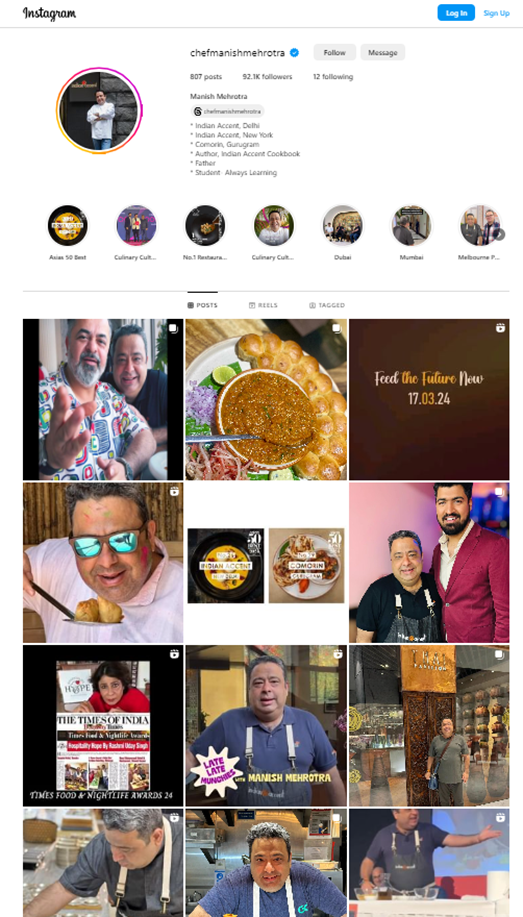 Instagram
Log In
Sign Up
chefmanishmehrotra
Follow
Message
807 posts
92.1K followers
12 following
Manish Mehrotra
chefmanishmehrotra
* Indian Accent, Delhi
* Indian Accent, New York
* Comorin, Gurugram
* Author, Indian Accent Cookbook
* Father
* Student- Always Learning
Asias 50 Best
Culinary Cult...
No.1 Restaura...
Culinary Cult...
Dubai
Mumbai
Melbourne P...
POSTS
REELS
TAGGED
Feed the Future Now
17.03.24
INDIAN ACCENT
COMORIN
GURUGRAM
HOPE
THE TIMES OF INDIA
Times Food & Nightlife Awards
Hospitality Hope By Rashmi Uday Singh
TIMES FOOD & NIGHTLIFE AWARDS 24
LATE
LATE
MUNCHIES
WITH MANISH MEHROTRA